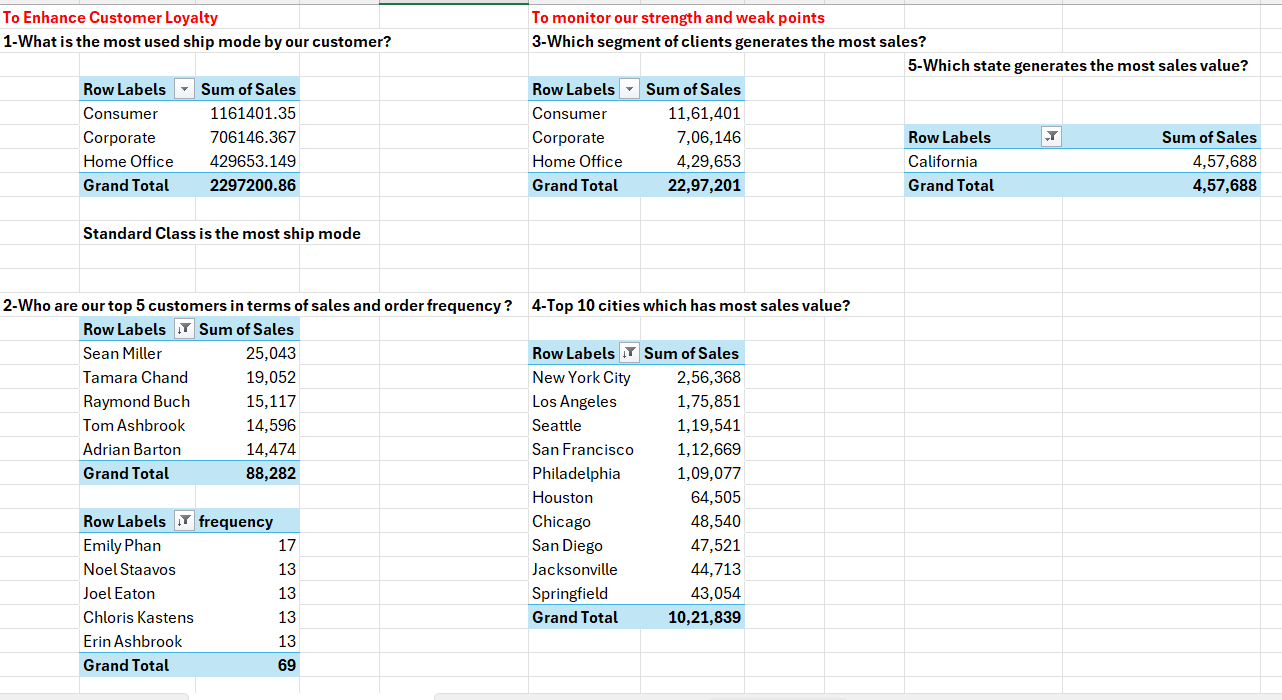 To Enhance Customer Loyalty
1-What is the most used ship mode by our customer?
Row Labels Sum of Sales
Consumer 1161401.35
Corporate 706146.367
Home Office 429653.149
Grand Total 2297200.86
Standard Class is the most ship mode
2-Who are our top 5 customers in terms of sales and order frequency ?
Row Labels Sum of Sales
Sean Miller 25,043
Tamara Chand 19,052
Raymond Buch 15,117
Tom Ashbrook 14,596
Adrian Barton 14,474
Grand Total 88,282
Row Labels frequency
Emily Phan 17
Noel Staavos 13
Joel Eaton 13
Chloris Kastens 13
Erin Ashbrook 13
Grand Total 69
To monitor our strength and weak points
3-Which segment of clients generates the most sales?
Row Labels Sum of Sales
Consumer 11,61,401
Corporate 7,06,146
Home Office 4,29,653
Grand Total 22,97,201
4-Top 10 cities which has most sales value?
Row Labels Sum of Sales
New York City 2,56,368
Los Angeles 1,75,851
Seattle 1,19,541
San Francisco 1,12,669
Philadelphia 1,09,077
Houston 64,505
Chicago 48,540
San Diego 47,521
Jacksonville 44,713
Springfield 43,054
Grand Total 10,21,839
5-Which state generates the most sales value?
Row Labels Sum of Sales
California 4,57,688
Grand Total 4,57,688